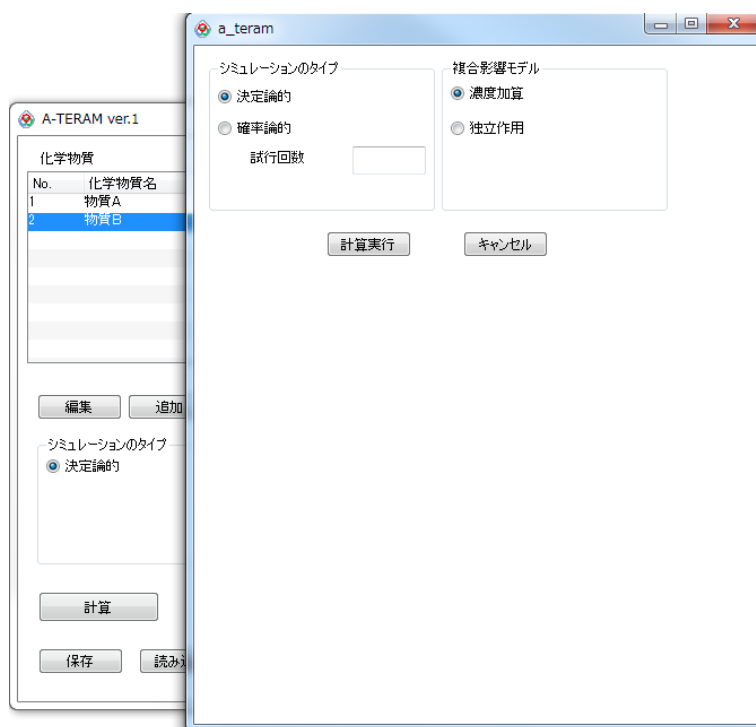 a_teram
シミュレーションのタイプ
決定論的
確率論的
試行回数
複合影響モデル
濃度加算
独立作用
計算実行
キャンセル
A-TERAM ver.1
化学物質
No. 化学物質名
1 物質A
2 物質B
編集
追加
シミュレーションのタイプ
決定論的
計算
保存
読み込